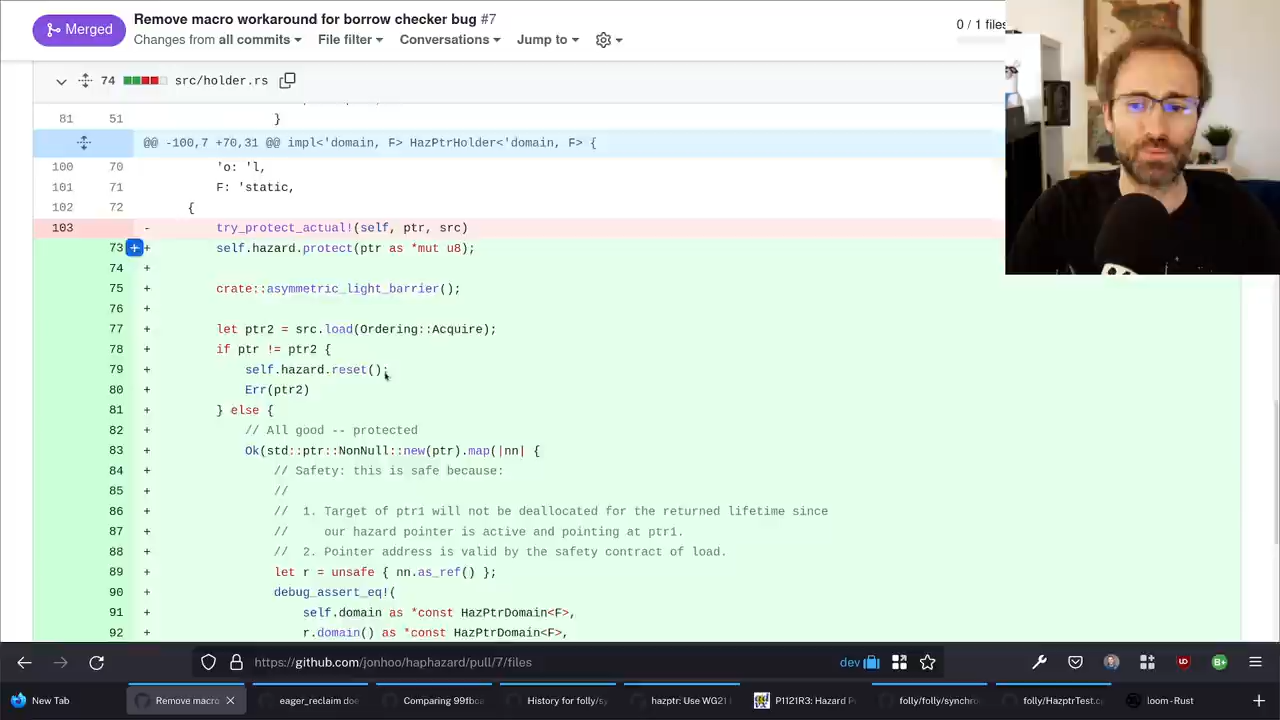 Merged
Remove macro workaround for borrow checker bug #7
Changes from all commits
File filter
Conversations
Jump to
0 / 1 files
74 src/holder.rs
81 51 }
@@ -100,7 +70,31 @@ impl<'domain, F> HazPtrHolder<'domain, F> {
100 70 'o: 'l,
101 71 F: 'static,
102 72 {
103 - try_protect_actual!(self, ptr, src)
73 + self.hazard.protect(ptr as *mut u8);
74 +
75 + crate::asymmetric_light_barrier();
76 +
77 + let ptr2 = src.load(Ordering::Acquire);
78 + if ptr != ptr2 {
79 + self.hazard.reset();
80 + Err(ptr2)
81 + } else {
82 + // All good -- protected
83 + Ok(std::ptr::NonNull::new(ptr).map(|nn| {
84 + // Safety: this is safe because:
85 + //
86 + // 1. Target of ptr1 will not be deallocated for the returned lifetime since
87 + // our hazard pointer is active and pointing at ptr1.
88 + // 2. Pointer address is valid by the safety contract of load.
89 + let r = unsafe { nn.as_ref() };
90 + debug_assert_eq!(
91 + self.domain as *const HazPtrDomain<F>,
92 + r.domain() as *const HazPtrDomain<F>,
https://github.com/jonhoo/haphazard/pull/7/files
dev
New Tab
Remove macro
eager_reclaim doe
Comparing 99fbo
History for folly/sy
hazptr: Use WG21
P1121R3: Hazard P
folly/folly/synchro
folly/HazptrTest.c
loom - Rust